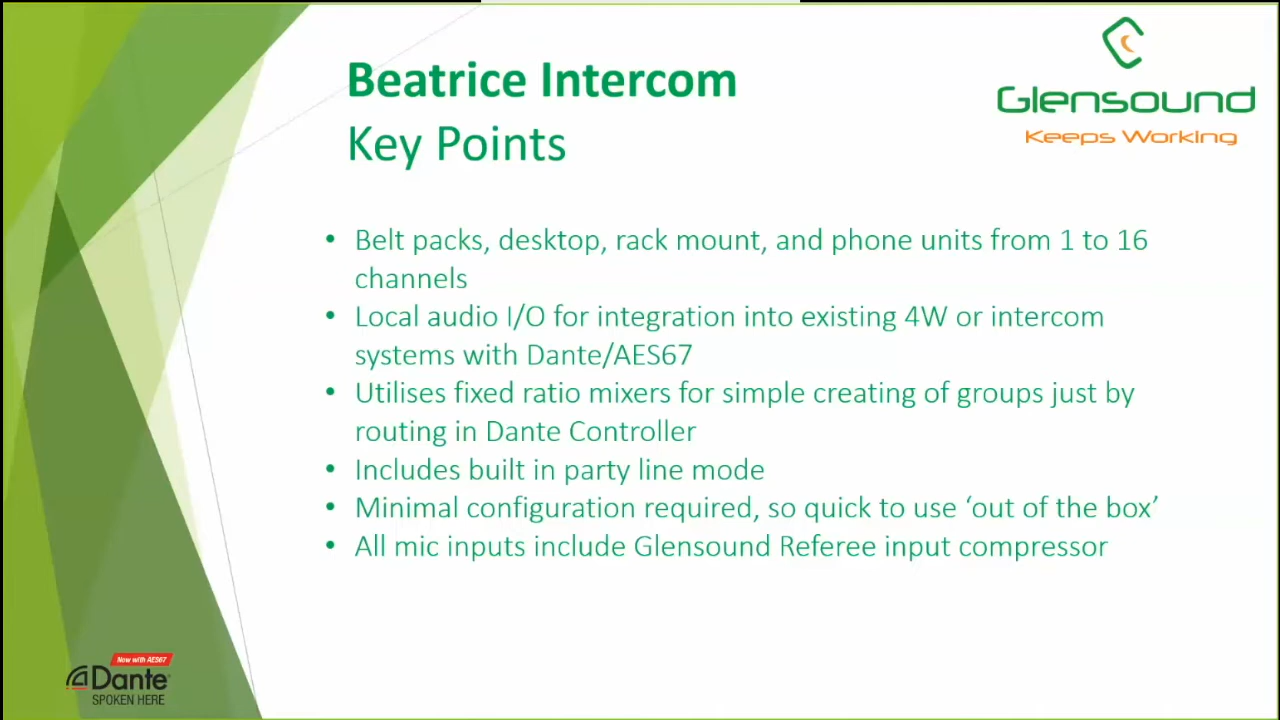 Beatrice Intercom
Key Points
Glensound
Keeps Working
• Belt packs, desktop, rack mount, and phone units from 1 to 16
channels
• Local audio I/O for integration into existing 4W or intercom
systems with Dante/AES67
• Utilises fixed ratio mixers for simple creating of groups just by
routing in Dante Controller
• Includes built in party line mode
• Minimal configuration required, so quick to use ‘out of the box’
• All mic inputs include Glensound Referee input compressor
Now with AES67
Dante
SPOKEN HERE